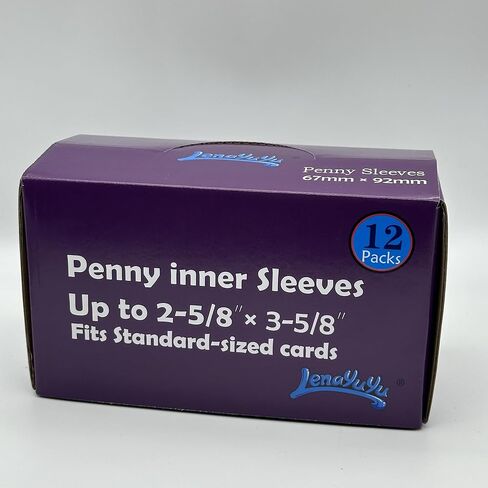 LenaYuYu
Penny Sleeves
67mm × 92mm
12
Packs
Penny inner Sleeves
Up to 2-5/8" × 3-5/8"
Fits Standard-sized cards
LenaYuYu ®